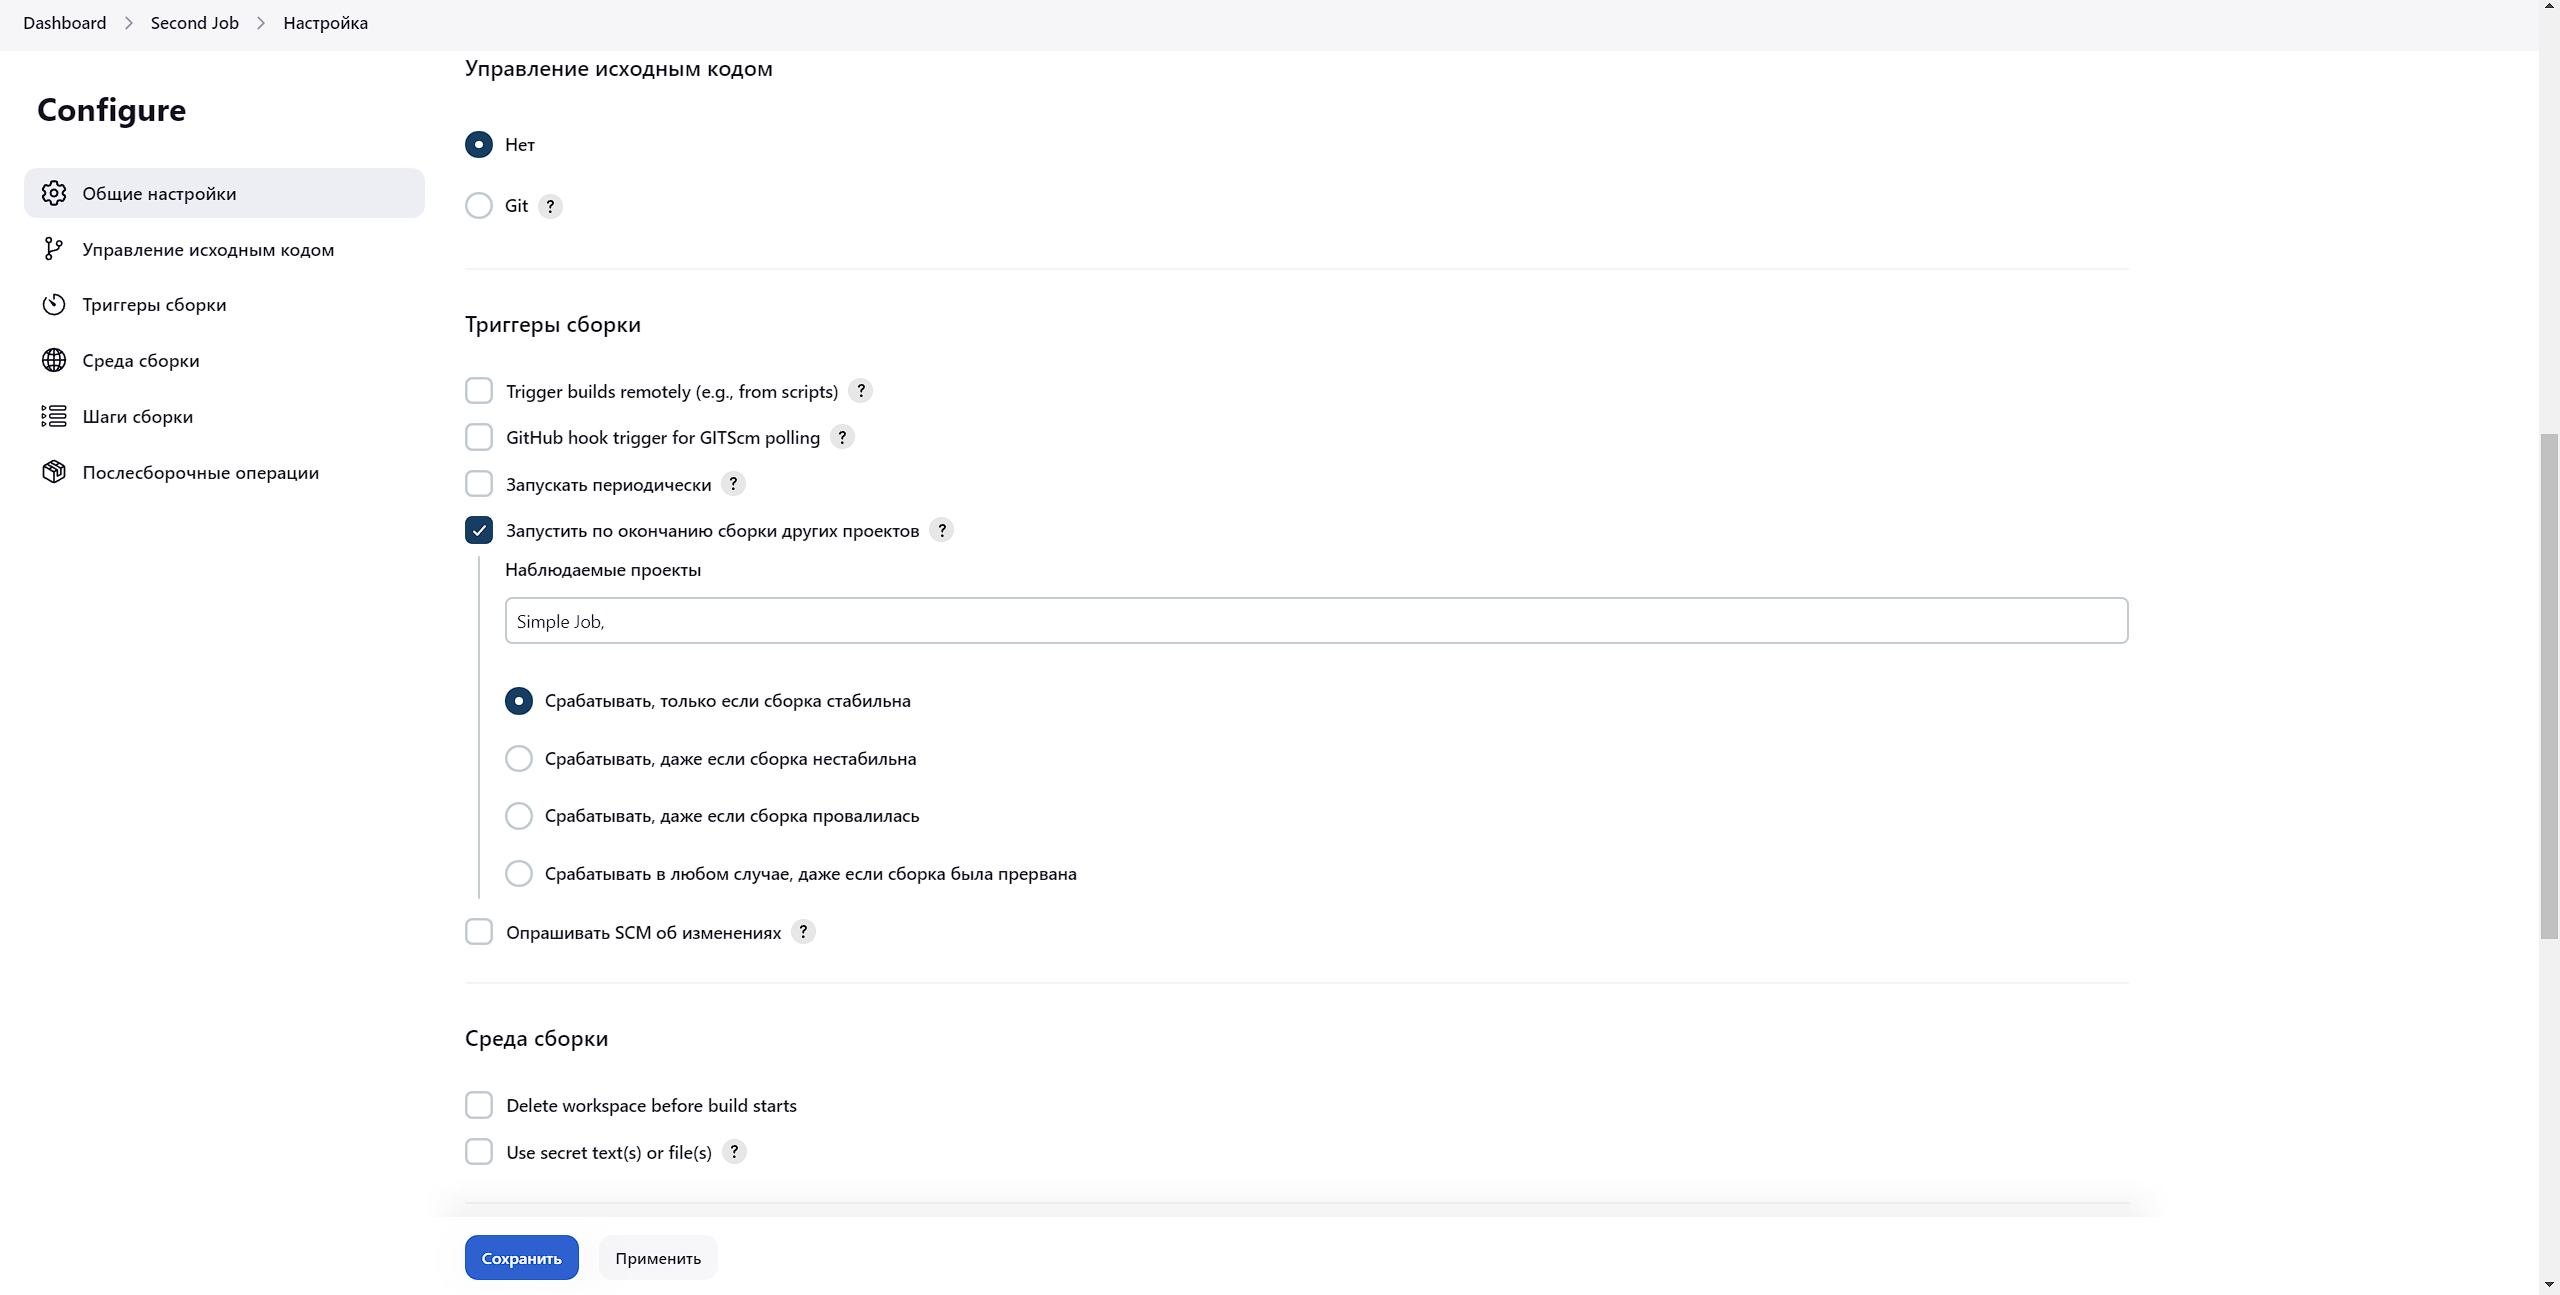 Dashboard > Second Job > Настройка
Configure
Общие настройки
Управление исходным кодом
Триггеры сборки
Среда сборки
Шаги сборки
Послесборочные операции
Управление исходным кодом
Нет
Git ?
Триггеры сборки
Trigger builds remotely (e.g., from scripts) ?
GitHub hook trigger for GITScm polling ?
Запускать периодически ?
Запустить по окончанию сборки других проектов ?
Наблюдаемые проекты
Simple Job,
Срабатывать, только если сборка стабильна
Срабатывать, даже если сборка нестабильна
Срабатывать, даже если сборка провалилась
Срабатывать в любом случае, даже если сборка была прервана
Опрашивать SCM об изменениях ?
Среда сборки
Delete workspace before build starts
Use secret text(s) or file(s) ?
Сохранить Применить